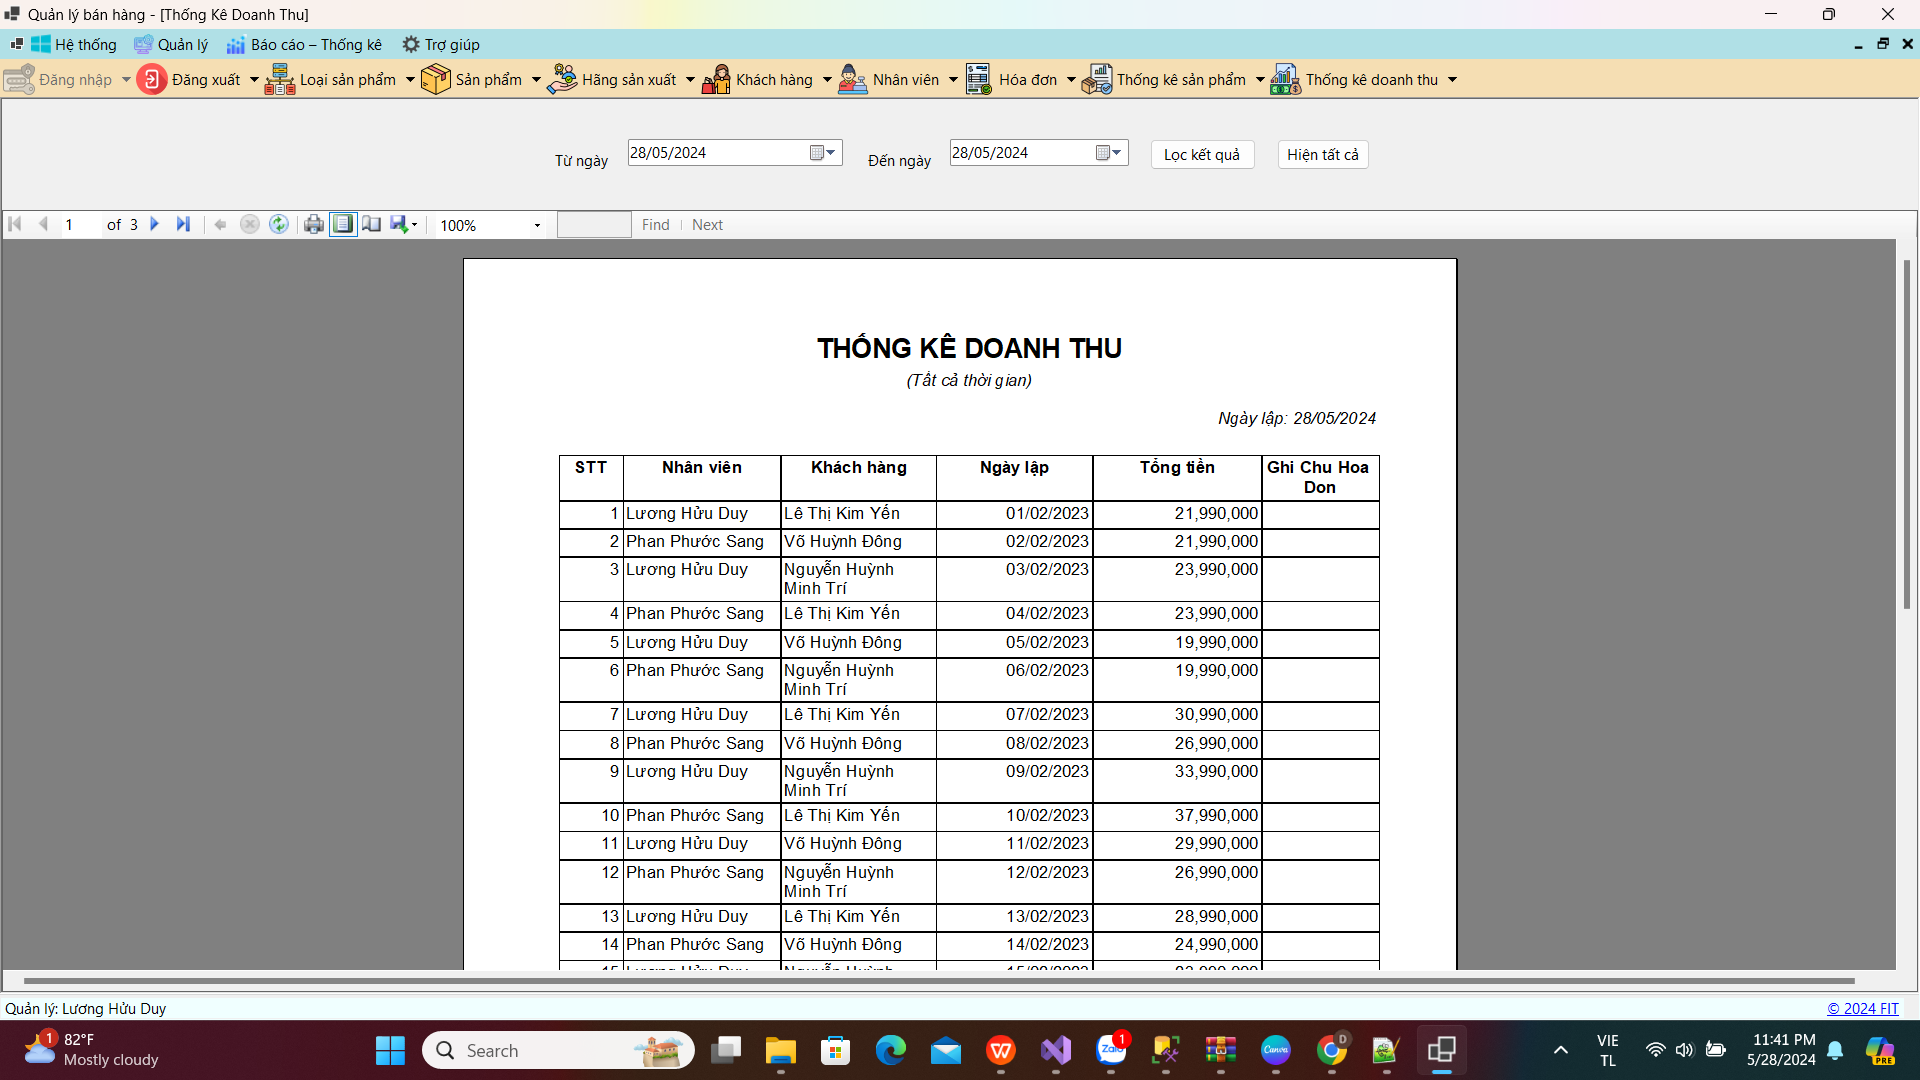 Quản lý bán hàng - [Thống Kê Doanh Thu]
Hệ thống Quản lý Báo cáo – Thống kê Trợ giúp
Đăng nhập Đăng xuất Loại sản phẩm Sản phẩm Hãng sản xuất Khách hàng Nhân viên Hóa đơn Thống kê sản phẩm Thống kê doanh thu
Từ ngày 28/05/2024 Đến ngày 28/05/2024 Lọc kết quả Hiện tất cả
1 of 3 100% Find Next
THỐNG KÊ DOANH THU
(Tất cả thời gian)
Ngày lập: 28/05/2024
STT Nhân viên Khách hàng Ngày lập Tổng tiền Ghi Chu Hoa
Don
1 Lương Hửu Duy Lê Thị Kim Yến 01/02/2023 21,990,000
2 Phan Phước Sang Võ Huỳnh Đông 02/02/2023 21,990,000
3 Lương Hửu Duy Nguyễn Huỳnh 03/02/2023 23,990,000
Minh Trí
4 Phan Phước Sang Lê Thị Kim Yến 04/02/2023 23,990,000
5 Lương Hửu Duy Võ Huỳnh Đông 05/02/2023 19,990,000
6 Phan Phước Sang Nguyễn Huỳnh 06/02/2023 19,990,000
Minh Trí
7 Lương Hửu Duy Lê Thị Kim Yến 07/02/2023 30,990,000
8 Phan Phước Sang Võ Huỳnh Đông 08/02/2023 26,990,000
9 Lương Hửu Duy Nguyễn Huỳnh 09/02/2023 33,990,000
Minh Trí
10 Phan Phước Sang Lê Thị Kim Yến 10/02/2023 37,990,000
11 Lương Hửu Duy Võ Huỳnh Đông 11/02/2023 29,990,000
12 Phan Phước Sang Nguyễn Huỳnh 12/02/2023 26,990,000
Minh Trí
13 Lương Hửu Duy Lê Thị Kim Yến 13/02/2023 28,990,000
14 Phan Phước Sang Võ Huỳnh Đông 14/02/2023 24,990,000
Quản lý: Lương Hửu Duy © 2024 FIT
1 82°F
Mostly cloudy
Search
Zalo 1
Canva
D
VIE
TL
11:41 PM
5/28/2024
PRE